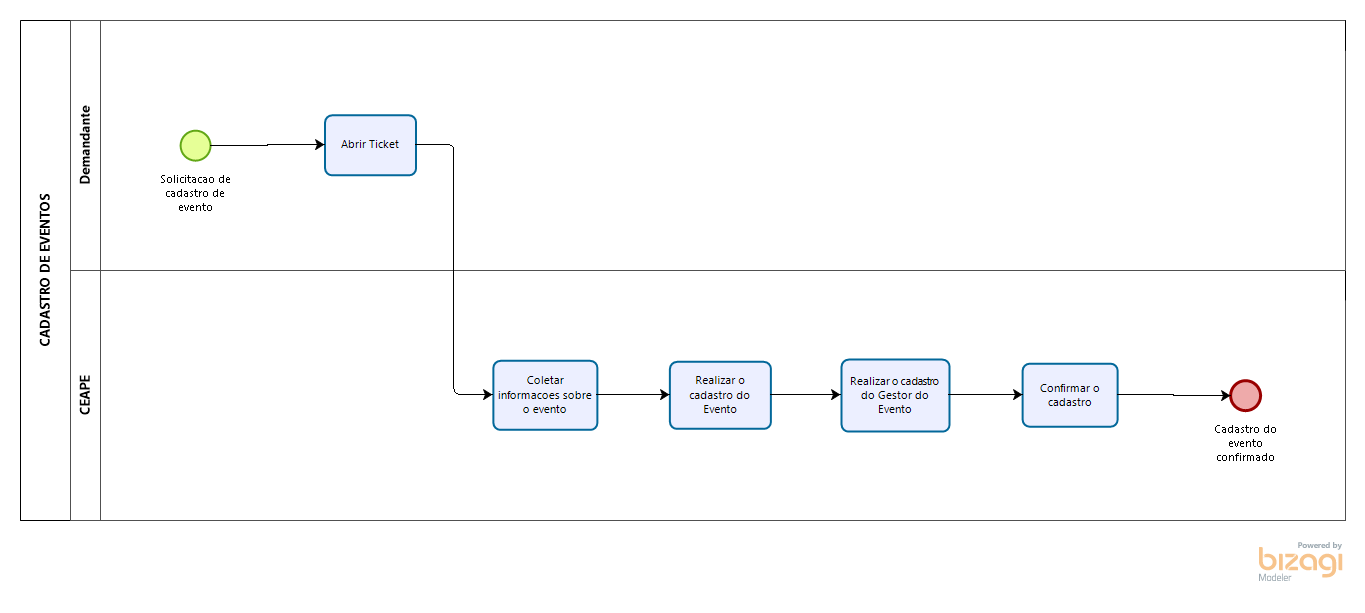 CADASTRO DE EVENTOS
Demandante
Solicitacao de
cadastro de
evento
Abrir Ticket
CEAPE
Coletar
informacoes sobre
o evento
Realizar o
cadastro do
Evento
Realizar o cadastro
do Gestor do
Evento
Confirmar o
cadastro
Cadastro do
evento
confirmado
Powered by
bizagi
Modeler